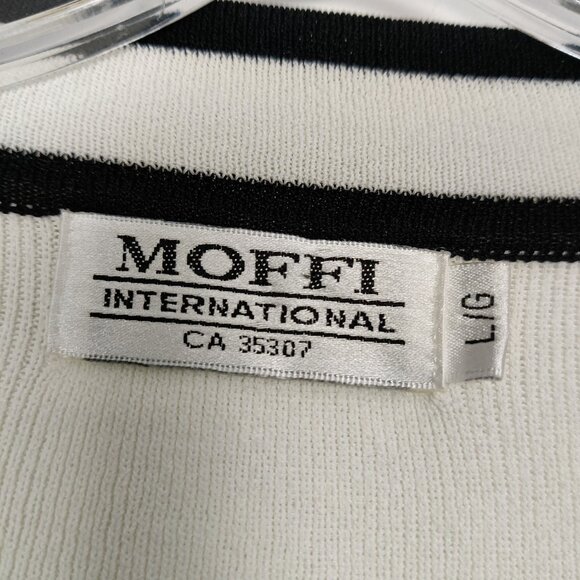 MOFFI
INTERNATIONAL
CA 35307
L/G